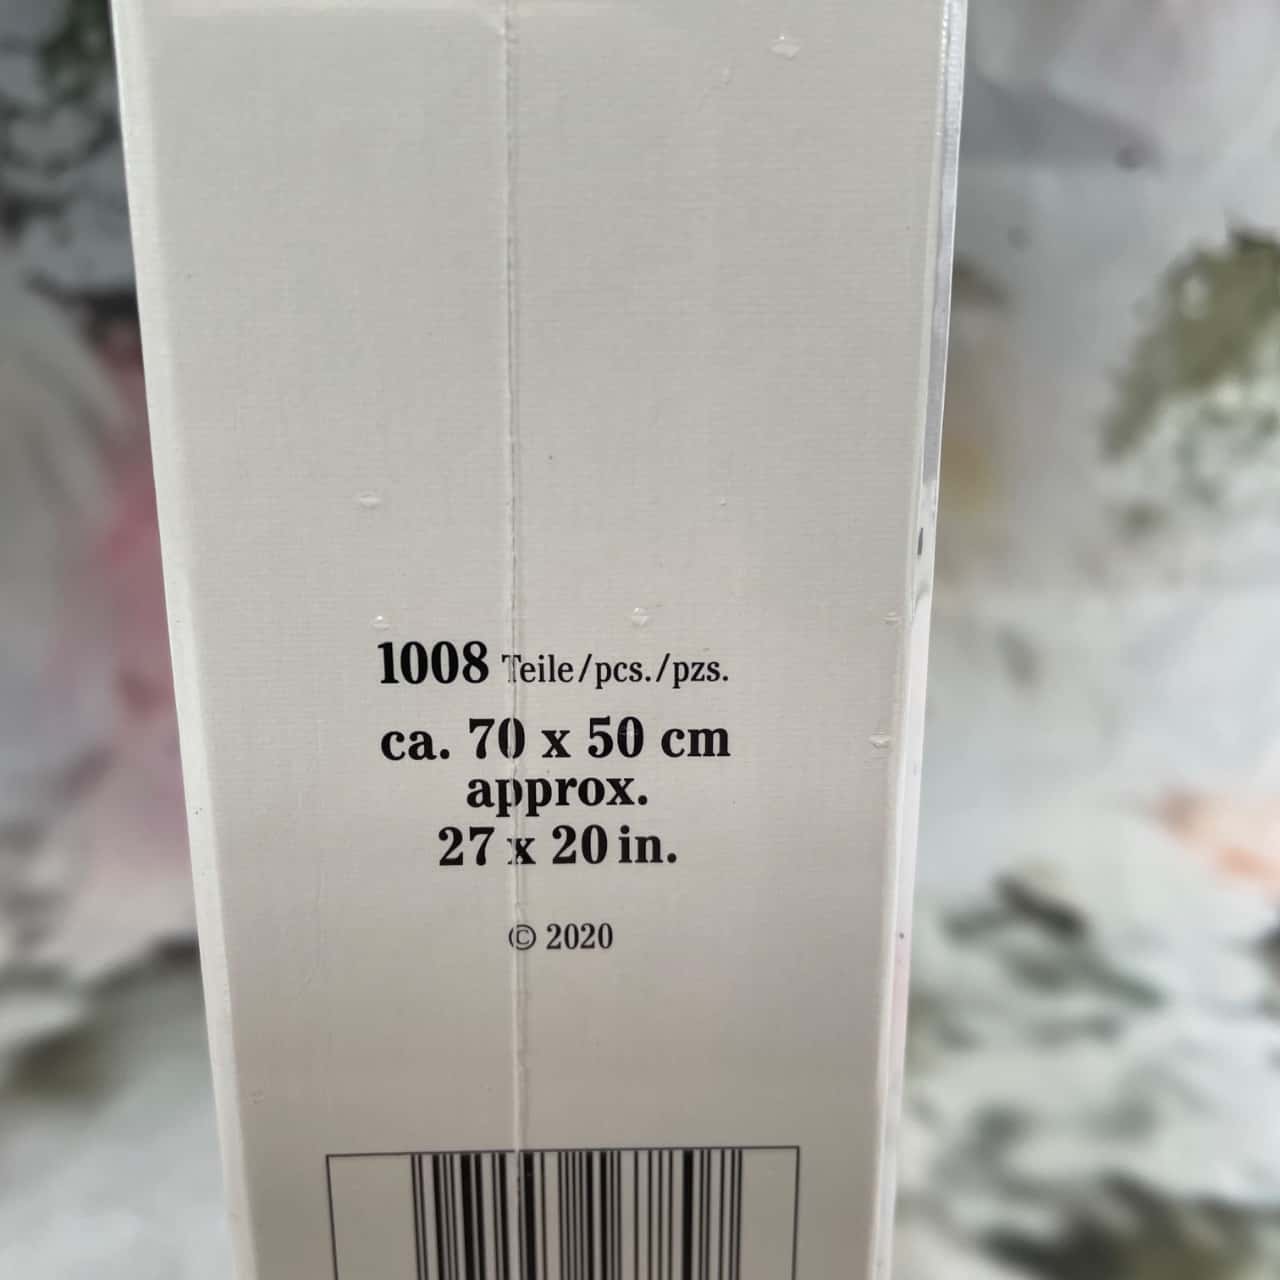 1008 Teile/pcs./pzs.
ca. 70 x 50 cm
approx.
27 x 20 in.
© 2020